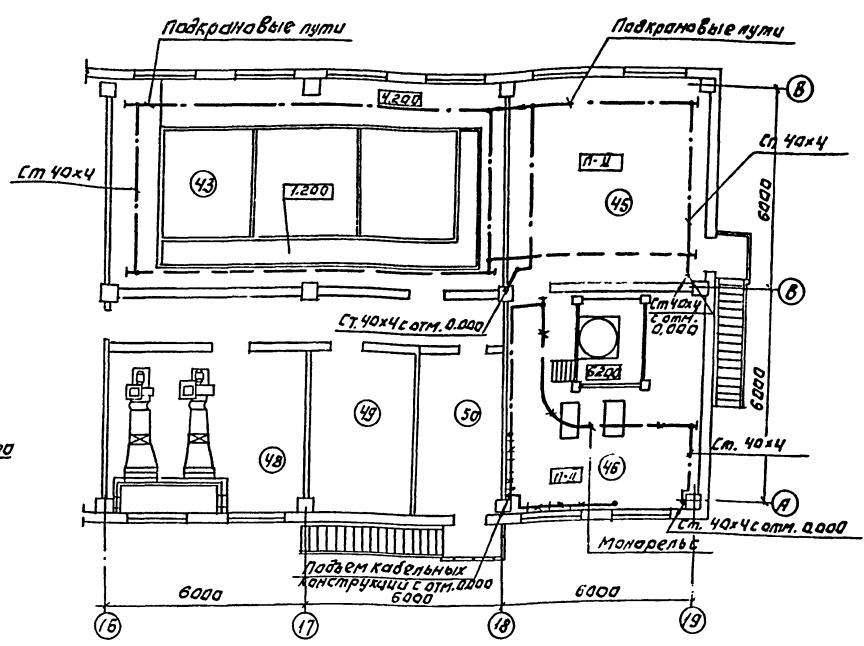 Подкрановые пути
Подкрановые пути
4.200
В
Ст 40х4
П-II
Ст 40х4
43
1.200
45
6000
В
Ст 40х4
с отм.
0,000
Ст. 40х4 с отм. 0.000
6.200
6000
49
50
Ст. 40х4
48
46
П-II
А
Ст. 40х4 с отм. 0.000
Монарельс
Подъем кабельных
конструкций с отм. 0.000
6000
6000
6000
16
17
18
19